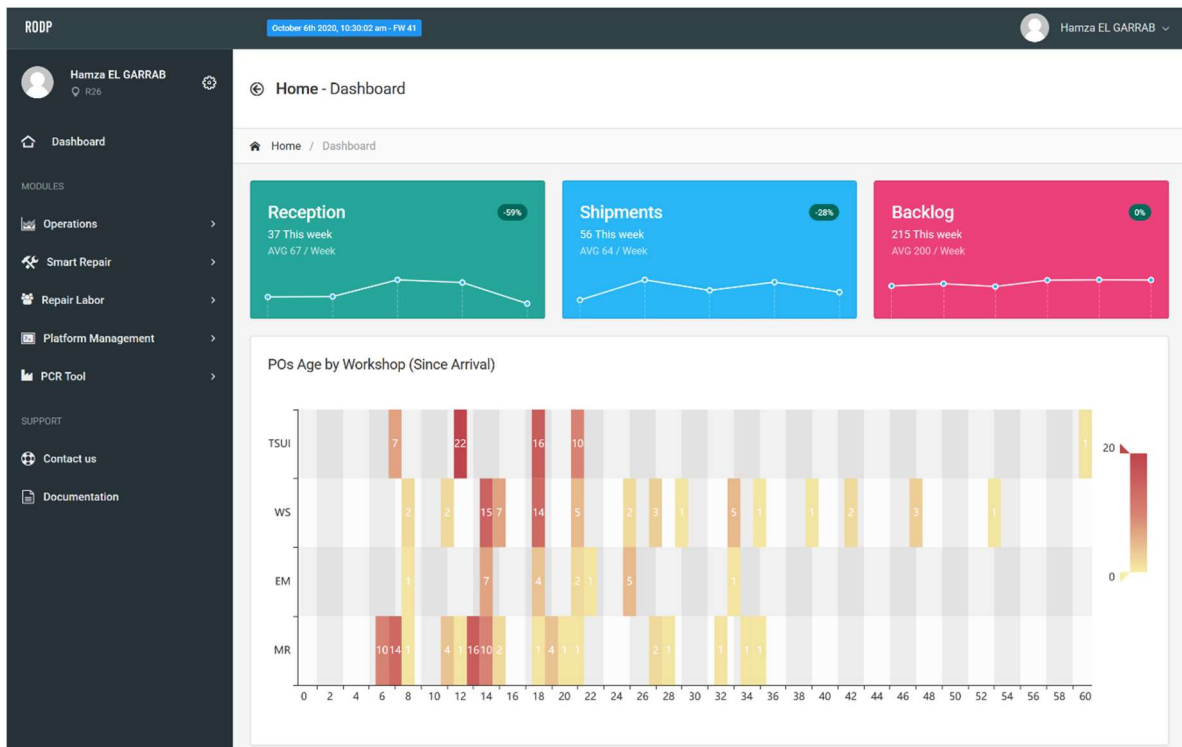 RODP
October 6th 2020, 10:30:02 am - FW 41
Hamza EL GARRAB
Hamza EL GARRAB
R26
Dashboard
MODULES
Operations
Smart Repair
Repair Labor
Platform Management
PCR Tool
SUPPORT
Contact us
Documentation
Home - Dashboard
Home / Dashboard
Reception -59%
37 This week
AVG 67 / Week
Shipments -28%
56 This week
AVG 64 / Week
Backlog 0%
215 This week
AVG 200 / Week
POs Age by Workshop (Since Arrival)
TSUI 7 22 16 10 1
WS 2 2 15 7 14 5 2 3 1 5 1 1 2 3 1
EM 1 7 4 2 1 5 1
MR 10 14 1 4 1 16 10 2 1 4 1 1 2 1 1 1 1
0 2 4 6 8 10 12 14 16 18 20 22 24 26 28 30 32 34 36 38 40 42 44 46 48 50 52 54 56 58 60
20
0